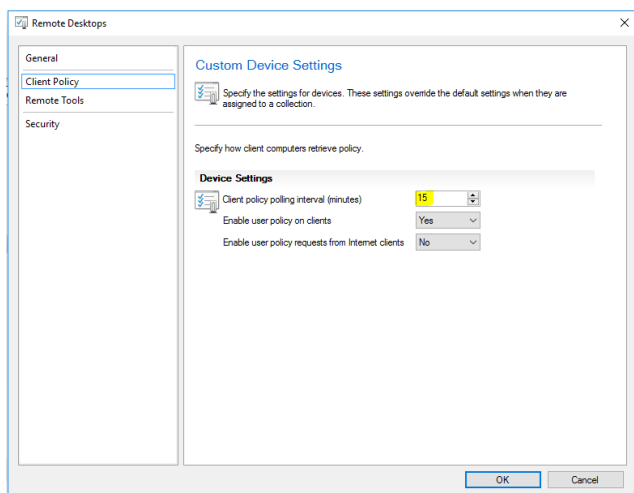 Remote Desktops
General
Client Policy
Remote Tools
Security
Custom Device Settings
Specify the settings for devices. These settings override the default settings when they are
assigned to a collection.
Specify how client computers retrieve policy.
Device Settings
Client policy polling interval (minutes) 15
Enable user policy on clients Yes
Enable user policy requests from Internet clients No
OK Cancel